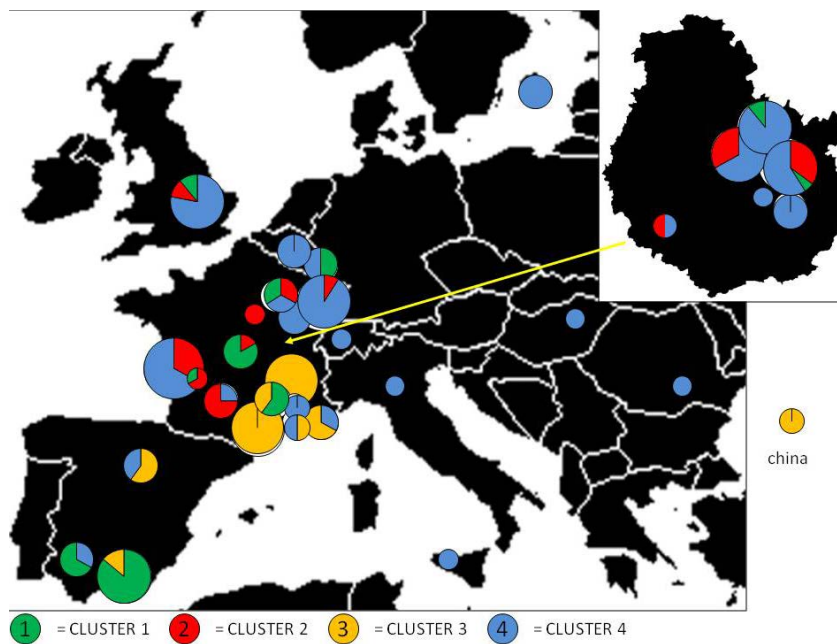 china
1 = CLUSTER 1 2 = CLUSTER 2 3 = CLUSTER 3 4 = CLUSTER 4